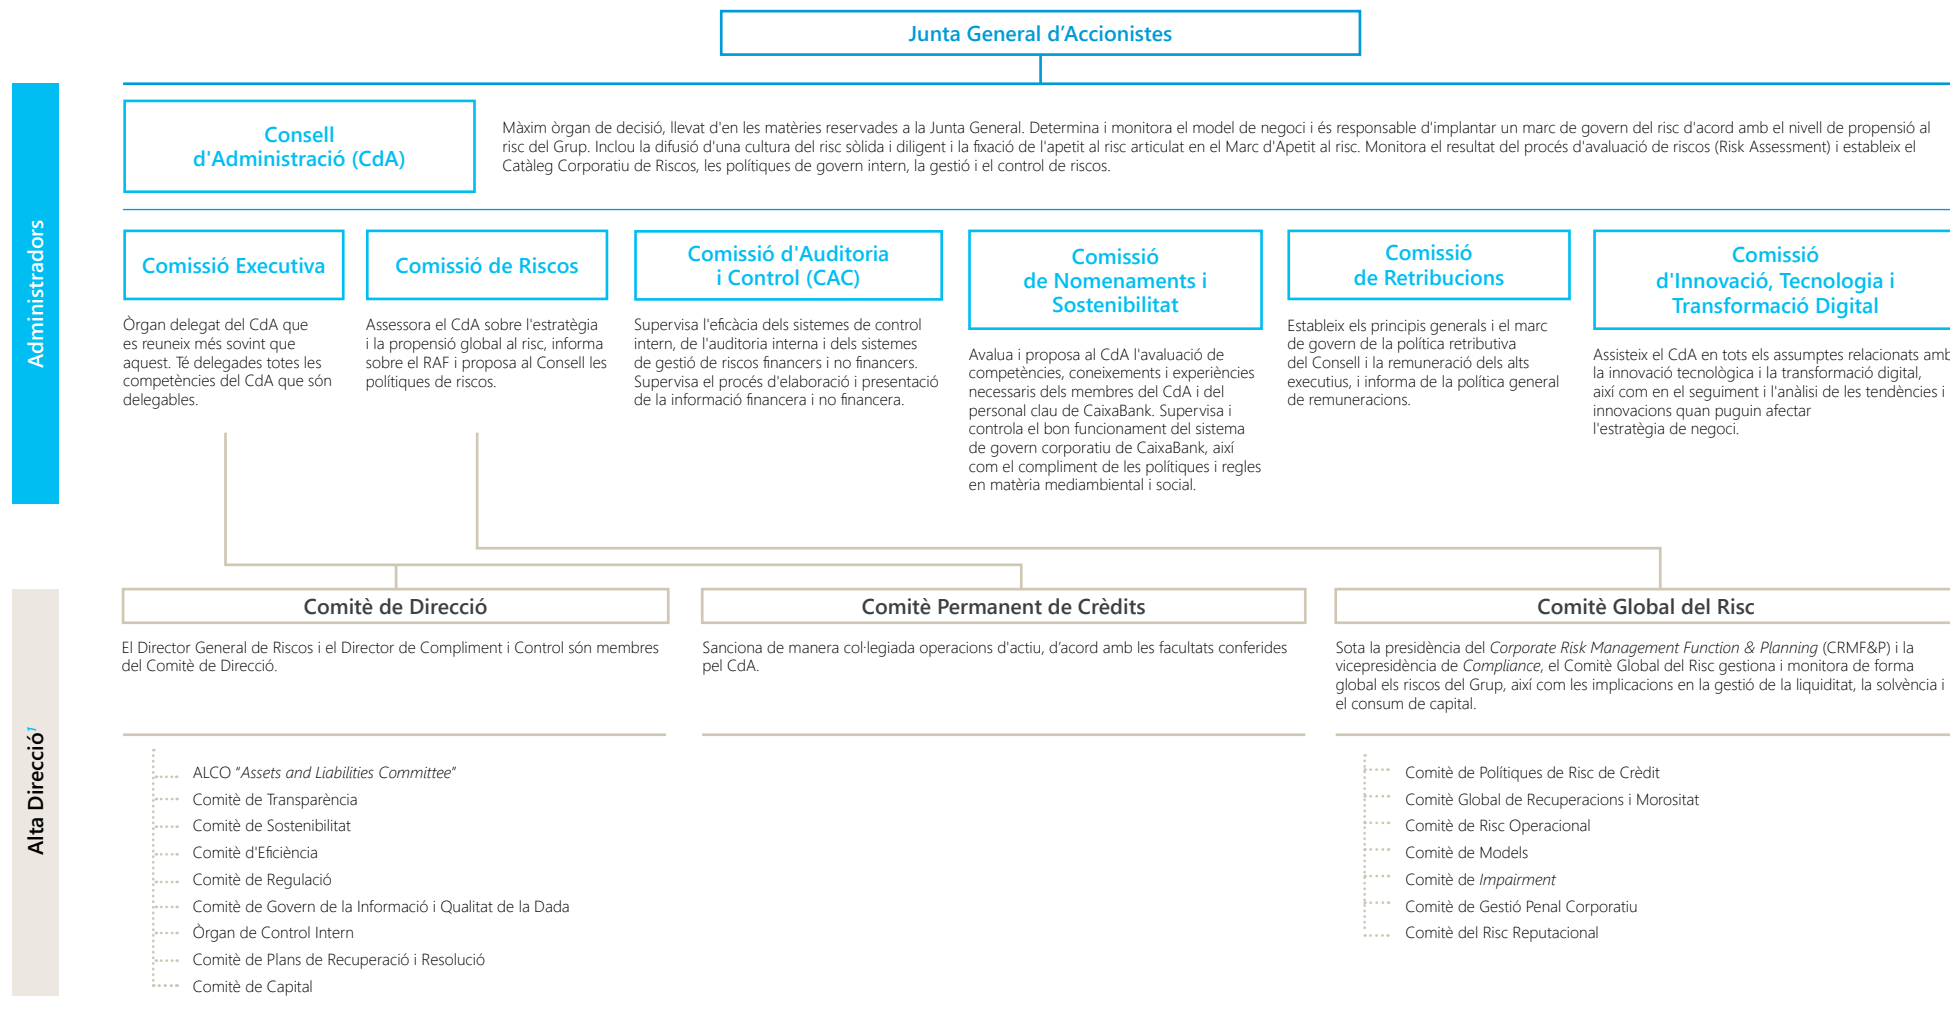 Junta General d’Accionistes
Administradors
Consell
d'Administració (CdA)
Màxim òrgan de decisió, llevat d'en les matèries reservades a la Junta General. Determina i monitora el model de negoci i és responsable d'implantar un marc de govern del risc d'acord amb el nivell de propensió al
risc del Grup. Inclou la difusió d'una cultura del risc sòlida i diligent i la fixació de l'apetit al risc articulat en el Marc d'Apetit al risc. Monitora el resultat del procés d'avaluació de riscos (Risk Assessment) i estableix el
Catàleg Corporatiu de Riscos, les polítiques de govern intern, la gestió i el control de riscos.
Comissió Executiva
Òrgan delegat del CdA que
es reuneix més sovint que
aquest. Té delegades totes les
competències del CdA que són
delegables.
Comissió de Riscos
Assessora el CdA sobre l'estratègia
i la propensió global al risc, informa
sobre el RAF i proposa al Consell les
polítiques de riscos.
Comissió d'Auditoria
i Control (CAC)
Supervisa l'eficàcia dels sistemes de control
intern, de l'auditoria interna i dels sistemes
de gestió de riscos financers i no financers.
Supervisa el procés d'elaboració i presentació
de la informació financera i no financera.
Comissió
de Nomenaments i
Sostenibilitat
Avalua i proposa al CdA l'avaluació de
competències, coneixements i experiències
necessaris dels membres del CdA i del
personal clau de CaixaBank. Supervisa i
controla el bon funcionament del sistema
de govern corporatiu de CaixaBank, així
com el compliment de les polítiques i regles
en matèria mediambiental i social.
Comissió
de Retribucions
Estableix els principis generals i el marc
de govern de la política retributiva
del Consell i la remuneració dels alts
executius, i informa de la política general
de remuneracions.
Comissió
d'Innovació, Tecnologia i
Transformació Digital
Assisteix el CdA en tots els assumptes relacionats amb
la innovació tecnològica i la transformació digital,
així com en el seguiment i l'anàlisi de les tendències i
innovacions quan puguin afectar
l'estratègia de negoci.
Alta Direcció1
Comitè de Direcció
El Director General de Riscos i el Director de Compliment i Control són membres
del Comitè de Direcció.
ALCO “Assets and Liabilities Committee”
Comitè de Transparència
Comitè de Sostenibilitat
Comitè d'Eficiència
Comitè de Regulació
Comitè de Govern de la Informació i Qualitat de la Dada
Òrgan de Control Intern
Comitè de Plans de Recuperació i Resolució
Comitè de Capital
Comitè Permanent de Crèdits
Sanciona de manera col·legiada operacions d'actiu, d’acord amb les facultats conferides
pel CdA.
Comitè Global del Risc
Sota la presidència del Corporate Risk Management Function & Planning (CRMF&P) i la
vicepresidència de Compliance, el Comitè Global del Risc gestiona i monitora de forma
global els riscos del Grup, així com les implicacions en la gestió de la liquiditat, la solvència i
el consum de capital.
Comitè de Polítiques de Risc de Crèdit
Comitè Global de Recuperacions i Morositat
Comitè de Risc Operacional
Comitè de Models
Comitè de Impairment
Comitè de Gestió Penal Corporatiu
Comitè del Risc Reputacional